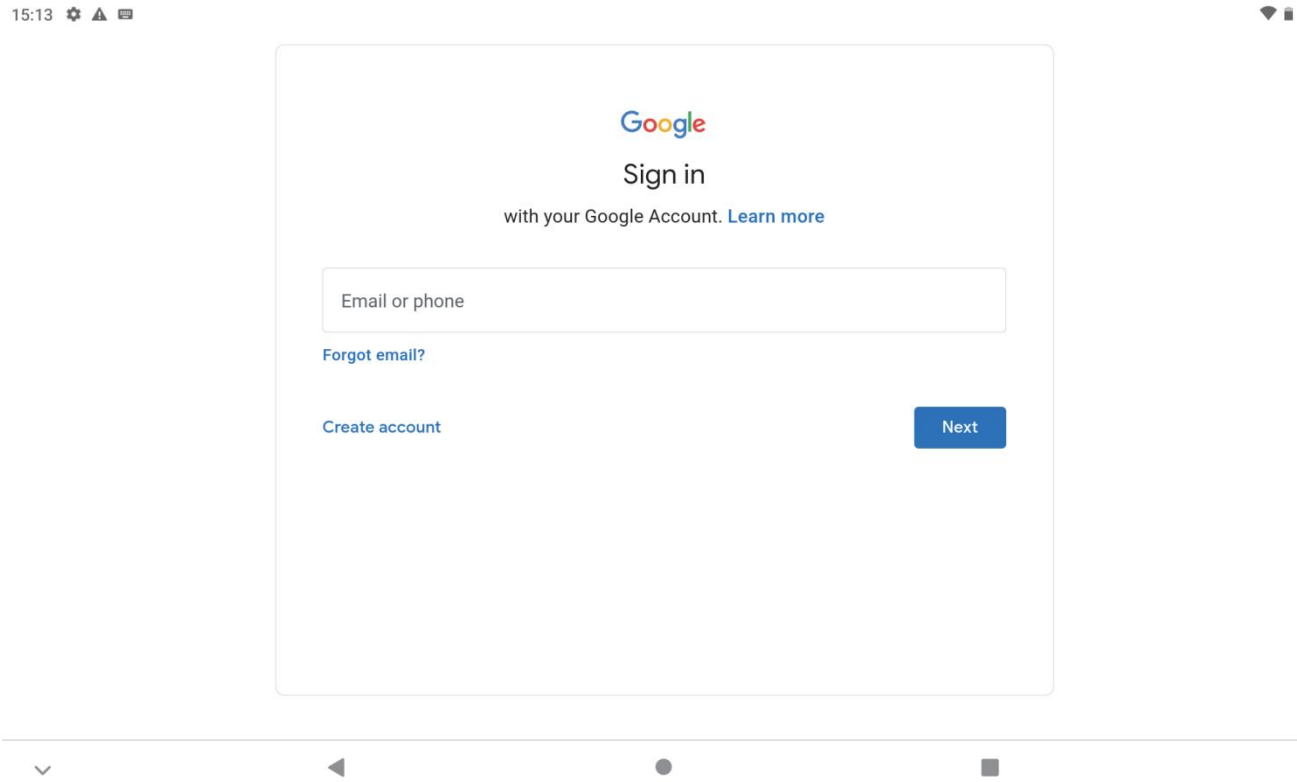 15:13
Google
Sign in
with your Google Account. Learn more
Email or phone
Forgot email?
Create account
Next